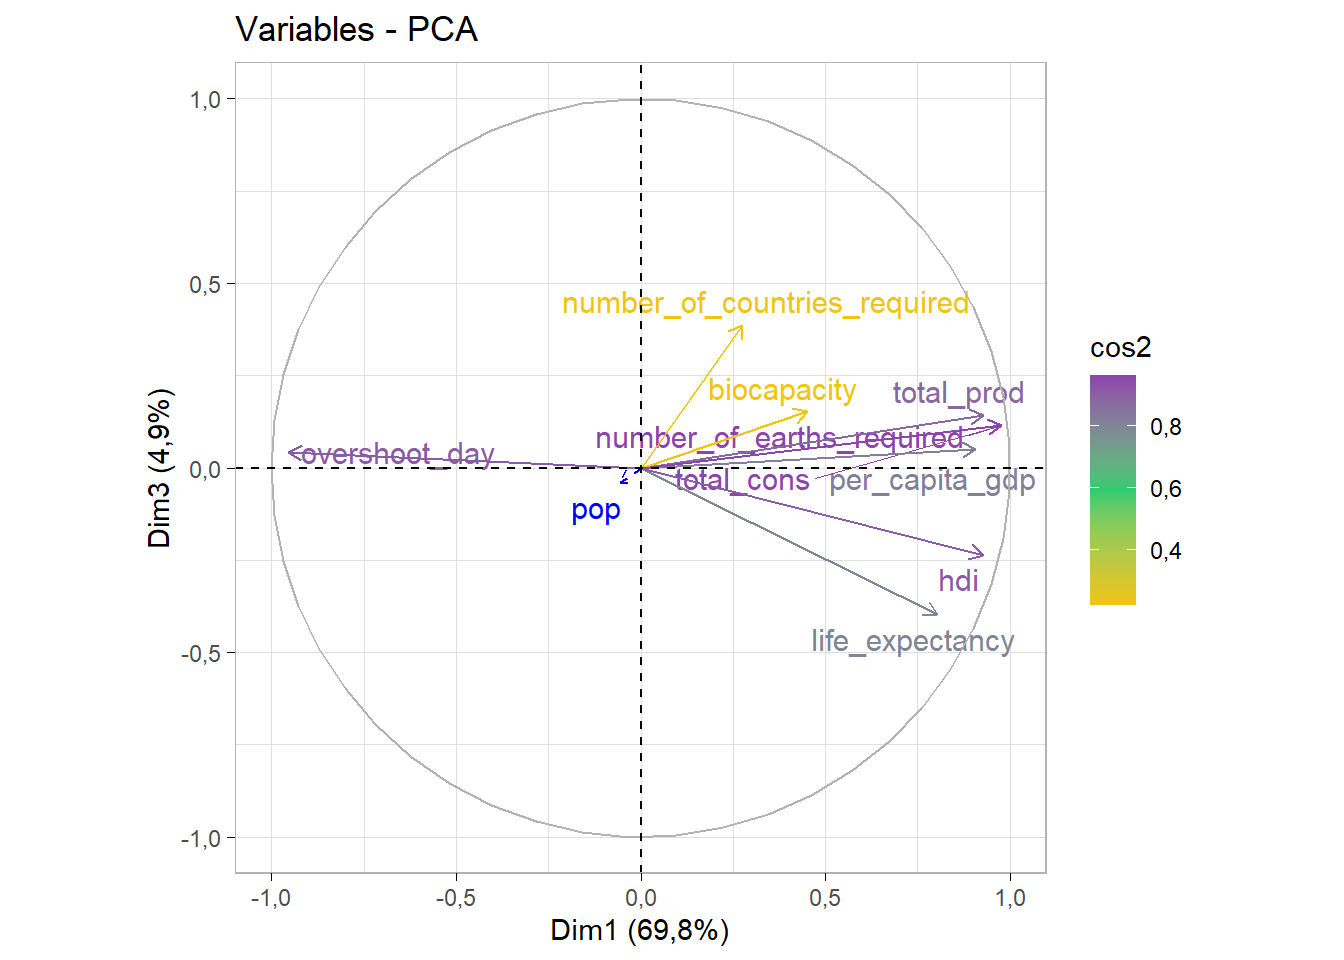 Variables - PCA
1,0
0,5
0,0
-0,5
-1,0
Dim3 (4,9%)
number_of_countries_required
biocapacity
total_prod
number_of_earths_required
overshoot_day
total_cons
per_capita_gdp
pop
hdi
life_expectancy
-1,0
-0,5
0,0
0,5
1,0
Dim1 (69,8%)
cos2
0,8
0,6
0,4